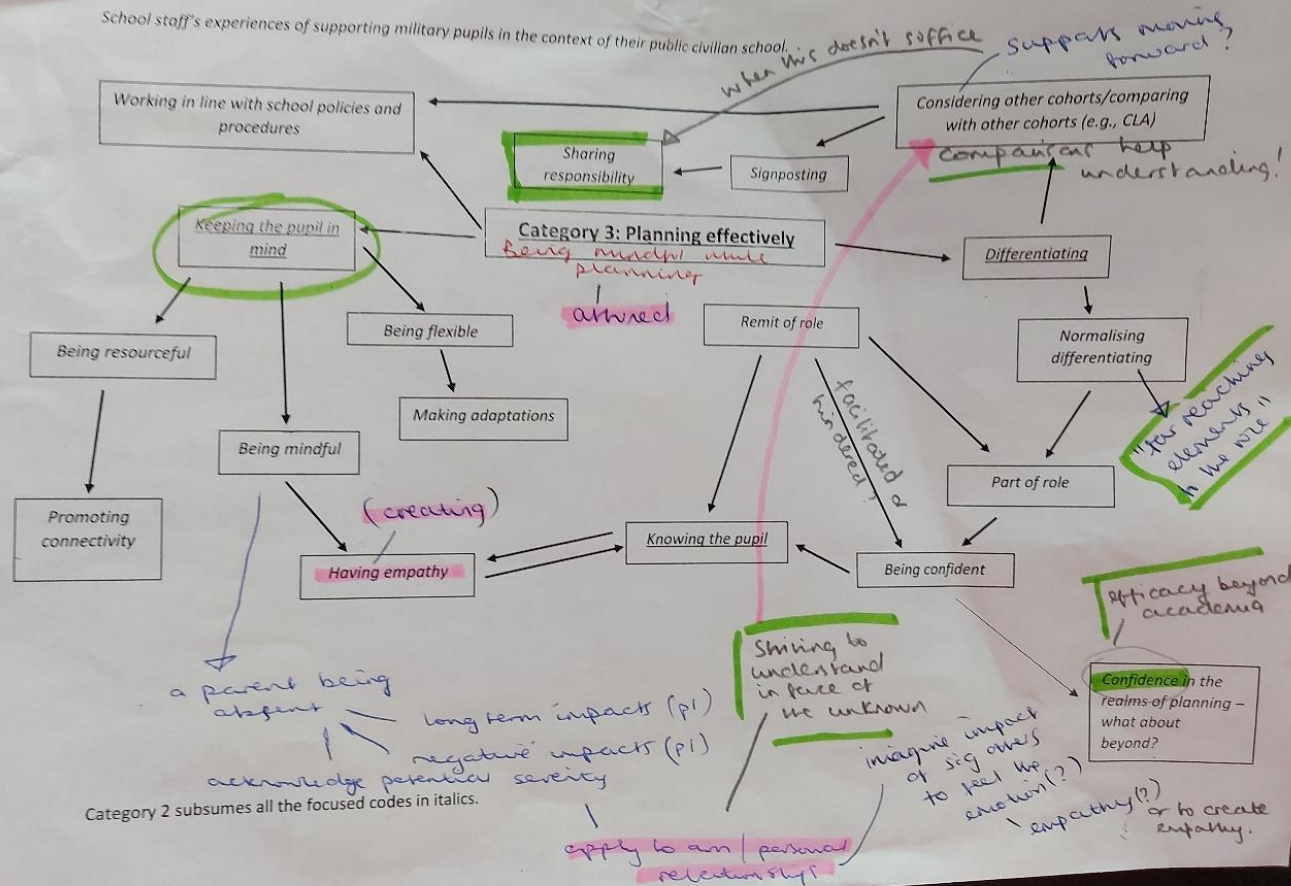 School staff's experiences of supporting military pupils in the context of their public civilian school.
when this doesn't suffice
supports moving
forward?
Working in line with school policies and
procedures
Considering other cohorts/comparing
with other cohorts (e.g., CLA)
comparisons help
understanding!
Sharing
responsibility
Signposting
Keeping the pupil in
mind
Category 3: Planning effectively
Being mindful while
planning
attuned
Differentiating
Being resourceful
Being flexible
Remit of role
Normalising
differentiating
"far reaching
elements
to the role"
Making adaptations
facilitated or
hindered?
Being mindful
Part of role
Promoting
connectivity
(creating)
Having empathy
Knowing the pupil
Being confident
efficacy beyond
academia
Striving to
understand
in face of
the unknown
Confidence in the
realms of planning –
what about
beyond?
a parent being
absent
long term impacts (p1)
negative impacts (p1)
acknowledge potential severity
imagine impact
of sig others
to feel the
emotion(?)
empathy(?)
or to create
empathy.
Category 2 subsumes all the focused codes in italics.
apply to own/personal
relationships